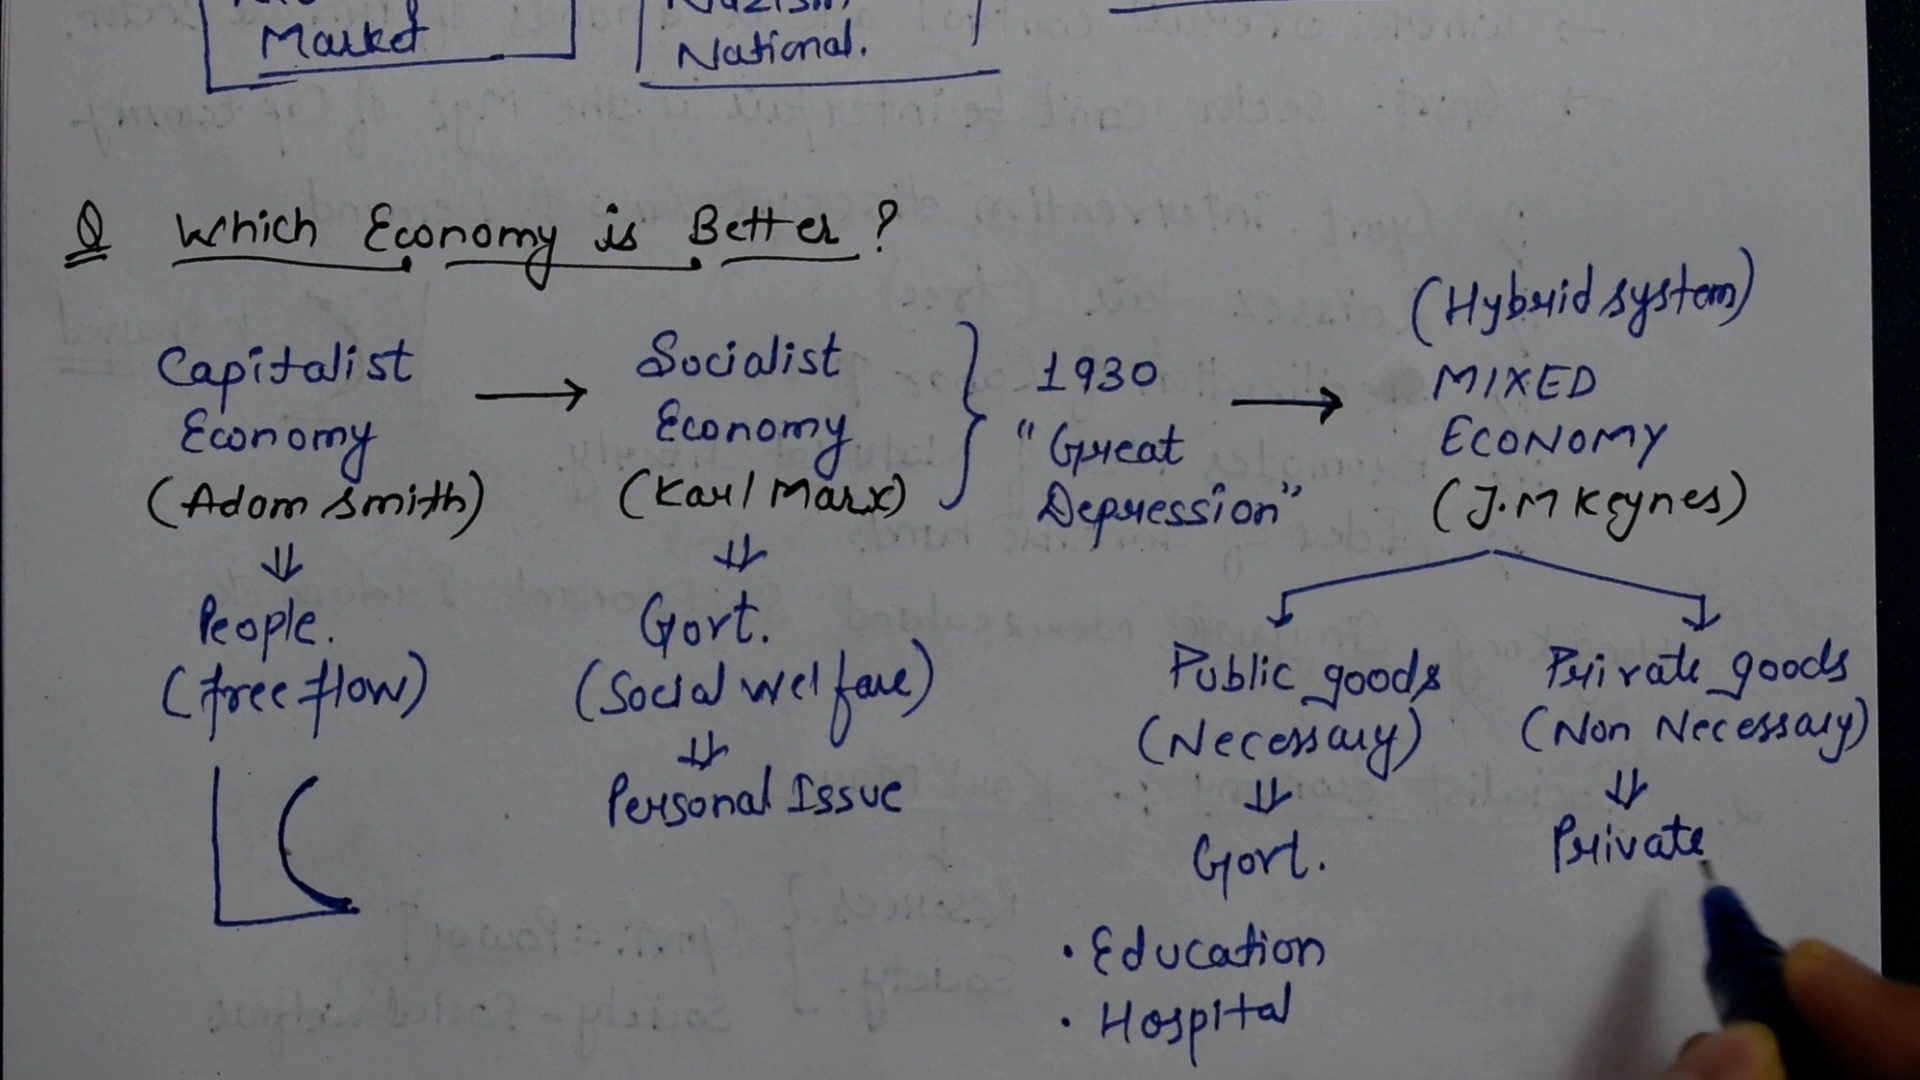 Market
National.
Q Which Economy is Better ?
Capitalist
Economy
(Adam Smith)
People.
(free flow)
→
Socialist
Economy
(Karl Marx)
Govt.
(Social welfare)
Personal Issue
1930
"Great
Depression"
→
(Hybrid system)
MIXED
ECONOMY
(J.M Keynes)
Public goods
(Necessary)
Govt.
• Education
• Hospital
Private goods
(Non Necessary)
Private